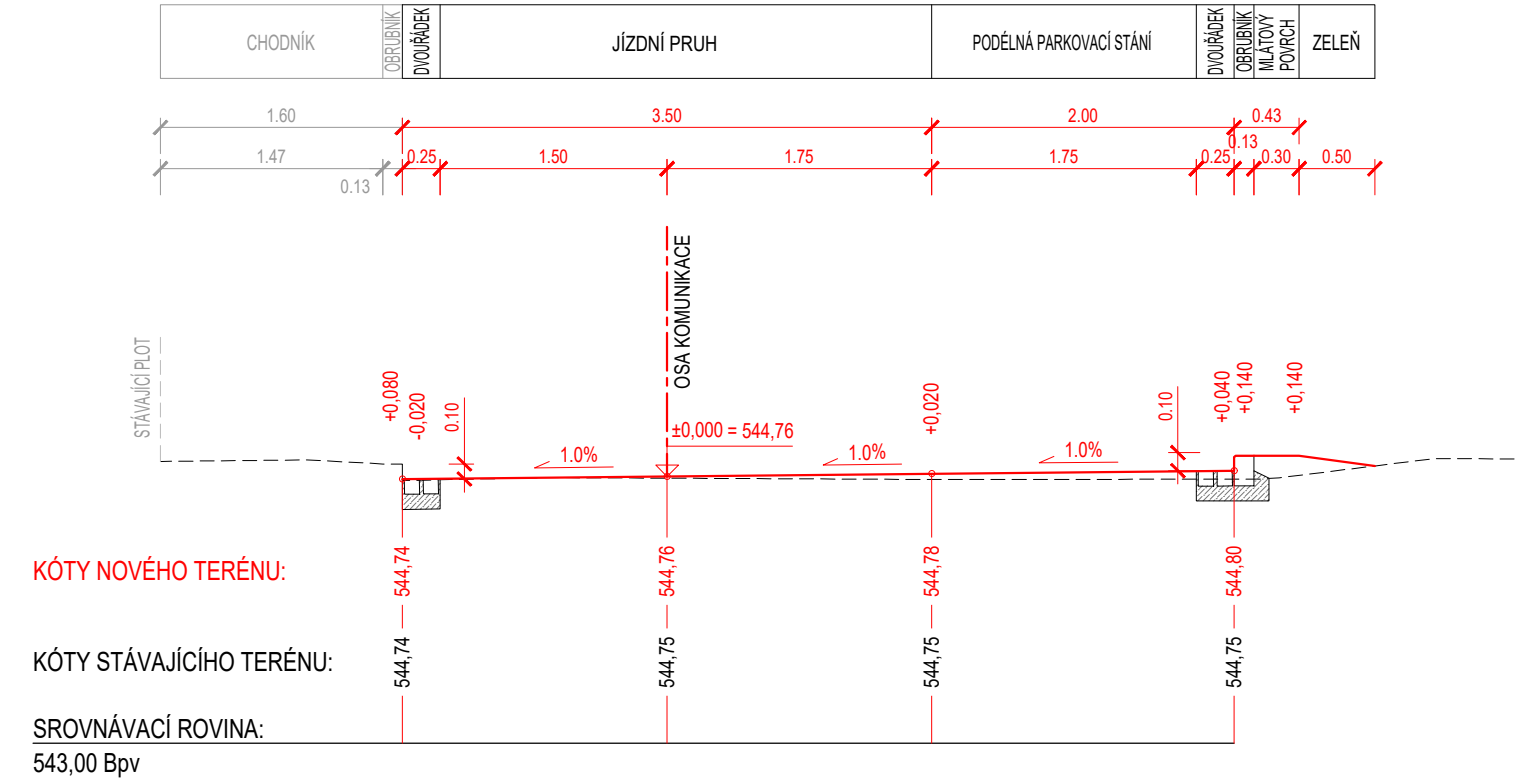 CHODNÍK
OBRUBNÍK
DVOUŘÁDEK
JÍZDNÍ PRUH
PODÉLNÁ PARKOVACÍ STÁNÍ
DVOUŘÁDEK
OBRUBNÍK
MLÁTOVÝ
POVRCH
ZELEŇ
1.60
3.50
2.00
0.43
1.47
0.13
0.25
1.50
1.75
1.75
0.25
0.13
0.30
0.50
STÁVAJÍCÍ PLOT
+0,080
-0,020
0.10
OSA KOMUNIKACE
±0,000 = 544,76
+0,020
0.10
+0,040
+0,140
+0,140
1.0%
1.0%
1.0%
KÓTY NOVÉHO TERÉNU:
544,74
544,76
544,78
544,80
KÓTY STÁVAJÍCÍHO TERÉNU:
544,74
544,75
544,75
544,75
SROVNÁVACÍ ROVINA:
543,00 Bpv